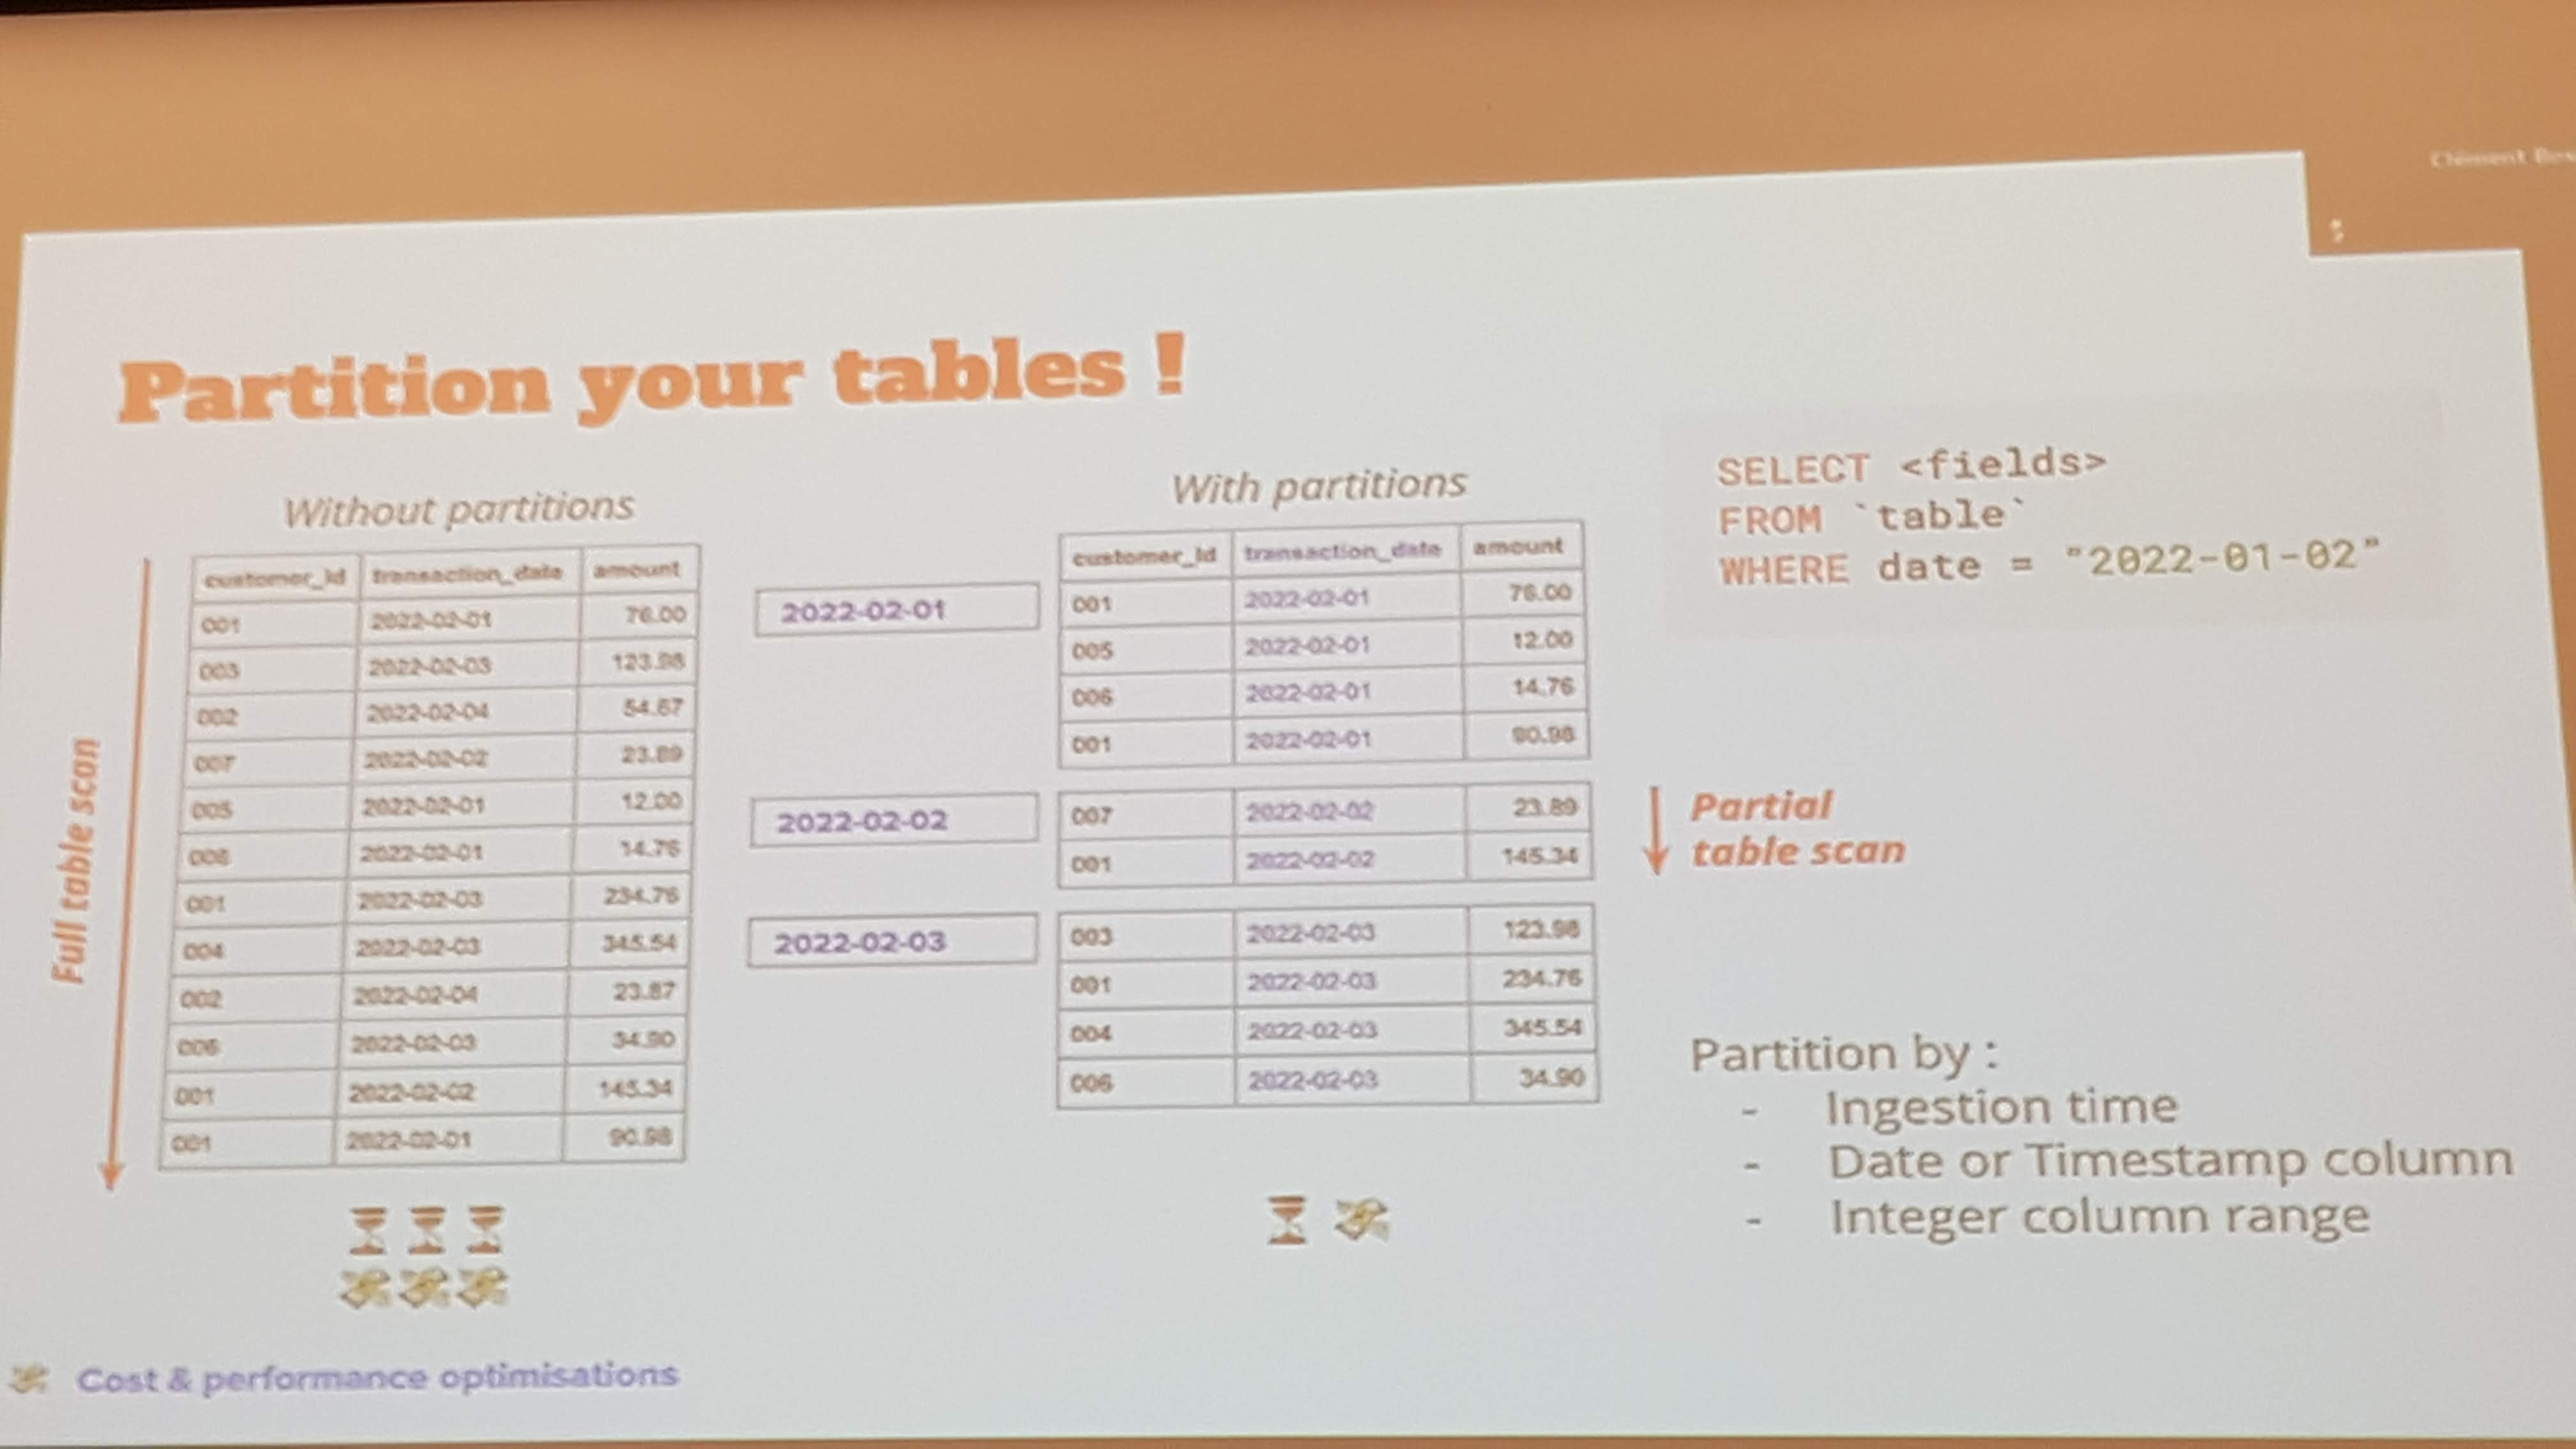 Clément
Partition your tables !
Without partitions
customer_id transaction_date amount
001 2022-02-01 76.00
003 2022-02-03 123.98
002 2022-02-04 54.67
007 2022-02-02 23.89
005 2022-02-01 12.00
006 2022-02-01 14.76
001 2022-02-03 234.76
004 2022-02-03 345.54
002 2022-02-04 23.87
006 2022-02-03 34.90
001 2022-02-02 145.34
001 2022-02-01 90.98
Full table scan
With partitions
customer_id transaction_date amount
2022-02-01
001 2022-02-01 76.00
005 2022-02-01 12.00
006 2022-02-01 14.76
001 2022-02-01 90.98
2022-02-02
007 2022-02-02 23.89
001 2022-02-02 145.34
2022-02-03
003 2022-02-03 123.98
001 2022-02-03 234.76
004 2022-02-03 345.54
006 2022-02-03 34.90
SELECT <fields>
FROM `table`
WHERE date = "2022-01-02"
Partial
table scan
Partition by :
- Ingestion time
- Date or Timestamp column
- Integer column range
Cost & performance optimisations